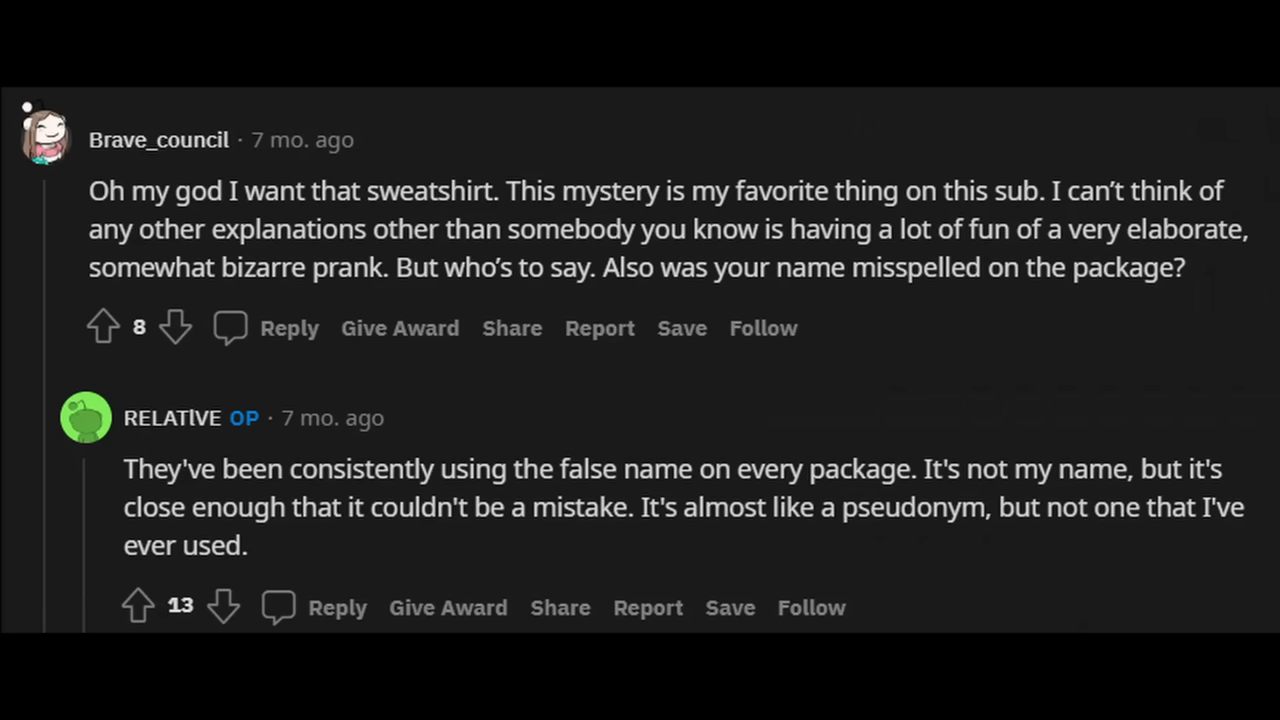 Brave_council · 7 mo. ago
Oh my god I want that sweatshirt. This mystery is my favorite thing on this sub. I can’t think of
any other explanations other than somebody you know is having a lot of fun of a very elaborate,
somewhat bizarre prank. But who’s to say. Also was your name misspelled on the package?
8 Reply Give Award Share Report Save Follow
RELATlVE OP · 7 mo. ago
They've been consistently using the false name on every package. It's not my name, but it's
close enough that it couldn't be a mistake. It's almost like a pseudonym, but not one that I've
ever used.
13 Reply Give Award Share Report Save Follow